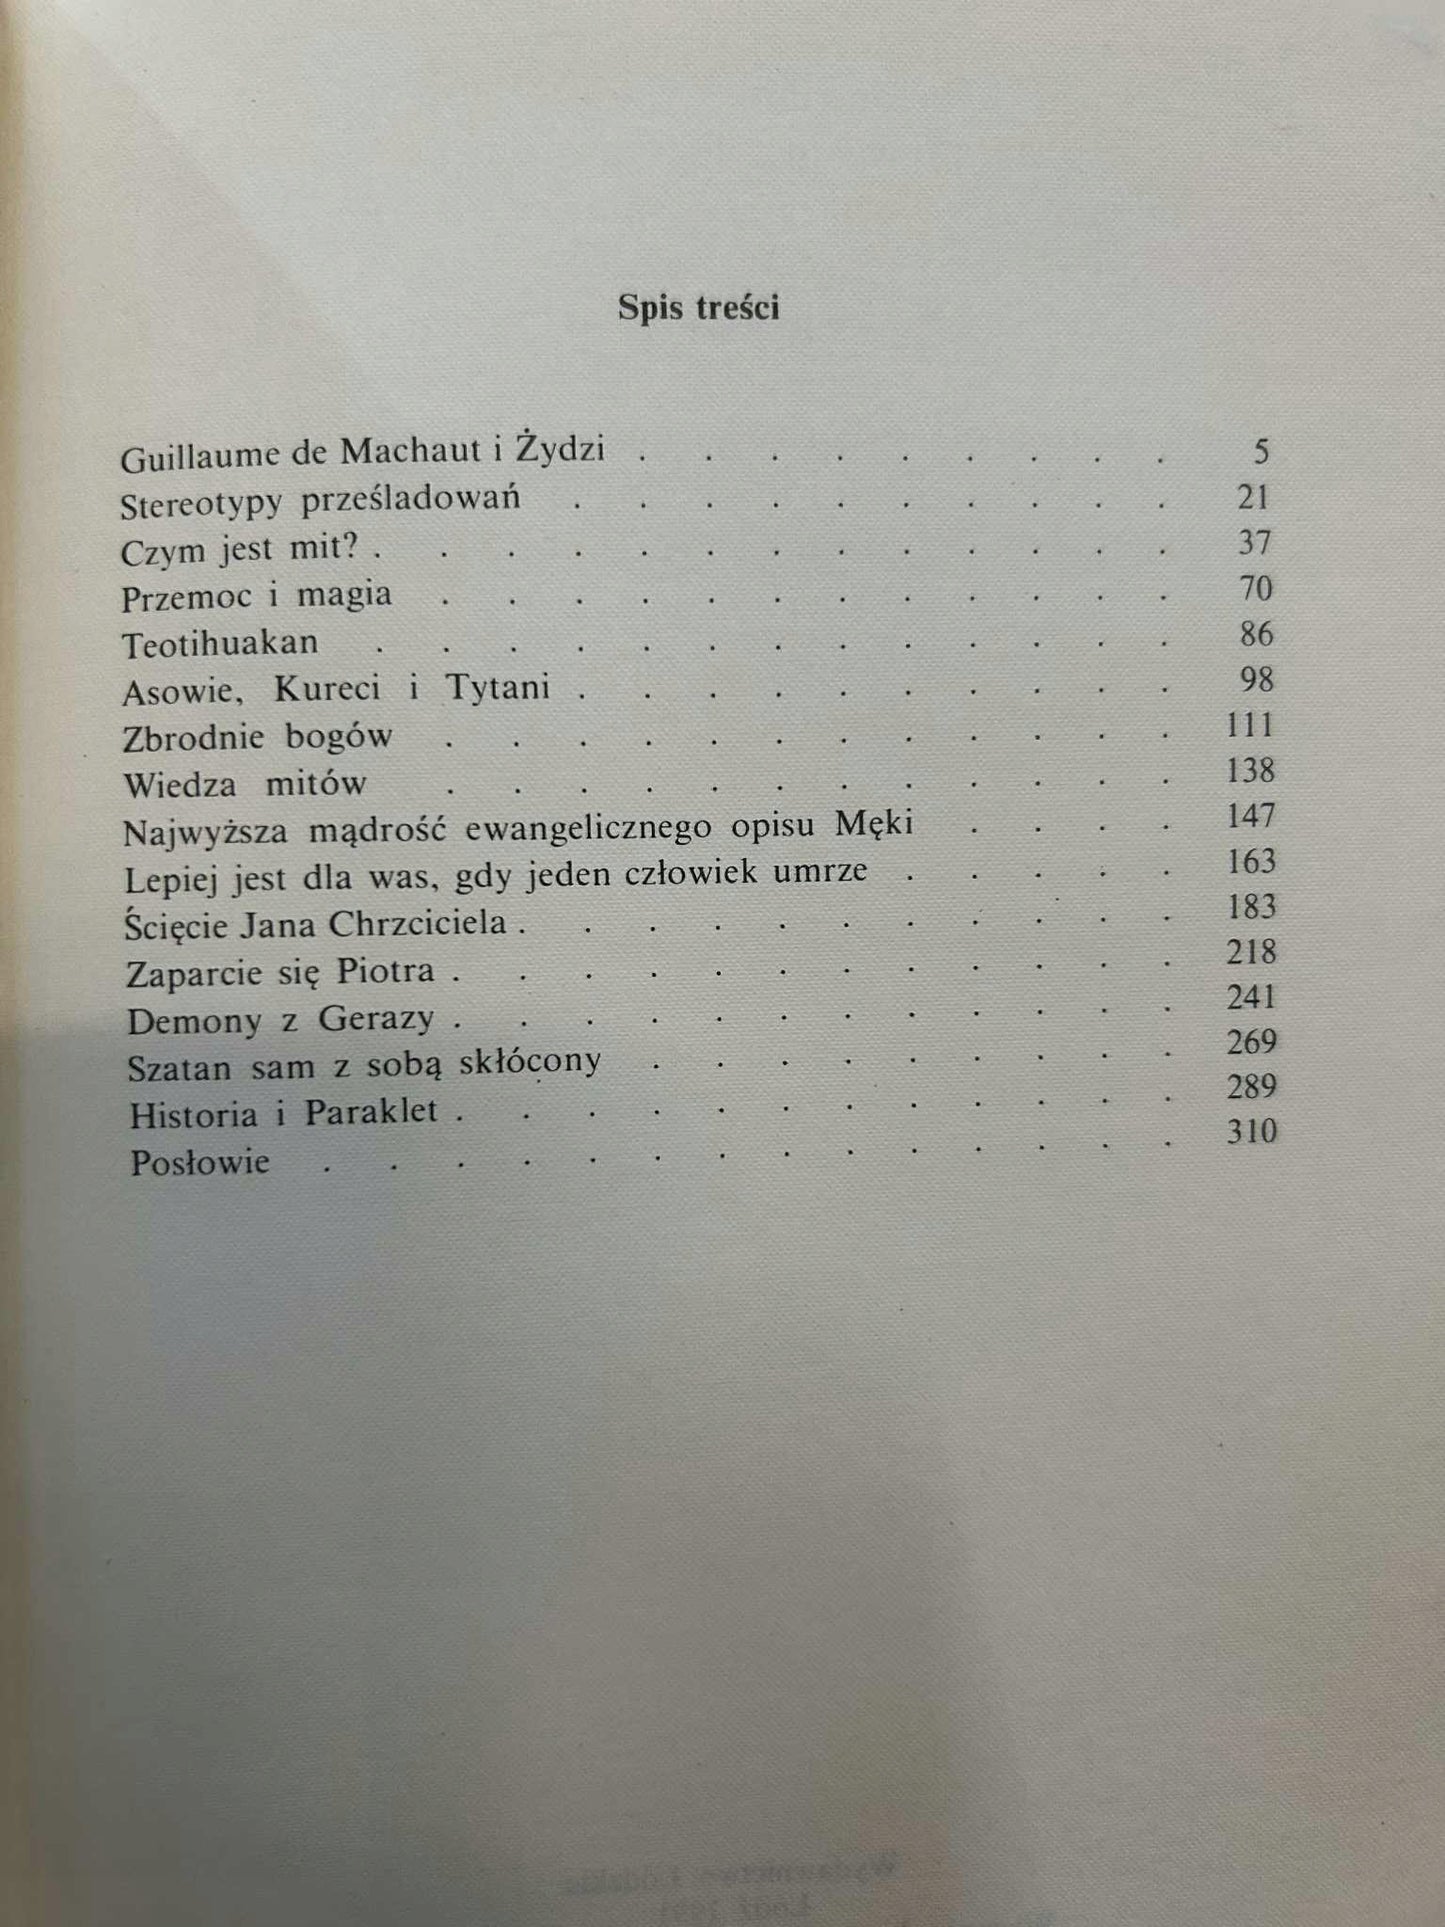 Spis treści
Guillaume de Machaut i Żydzi . . . . . . . . . 5
Stereotypy prześladowań . . . . . . . . . . 21
Czym jest mit? . . . . . . . . . . . . . 37
Przemoc i magia . . . . . . . . . . . . 70
Teotihuakan . . . . . . . . . . . . . 86
Asowie, Kureci i Tytani . . . . . . . . . . 98
Zbrodnie bogów . . . . . . . . . . . . 111
Wiedza mitów . . . . . . . . . . . . 138
Najwyższa mądrość ewangelicznego opisu Męki . . . . 147
Lepiej jest dla was, gdy jeden człowiek umrze . . . . . 163
Ścięcie Jana Chrzciciela . . . . . . . . . . . 183
Zaparcie się Piotra . . . . . . . . . . . . 218
Demony z Gerazy . . . . . . . . . . . . 241
Szatan sam z sobą skłócony . . . . . . . . . 269
Historia i Paraklet . . . . . . . . . . . . 289
Posłowie . . . . . . . . . . . . . . 310